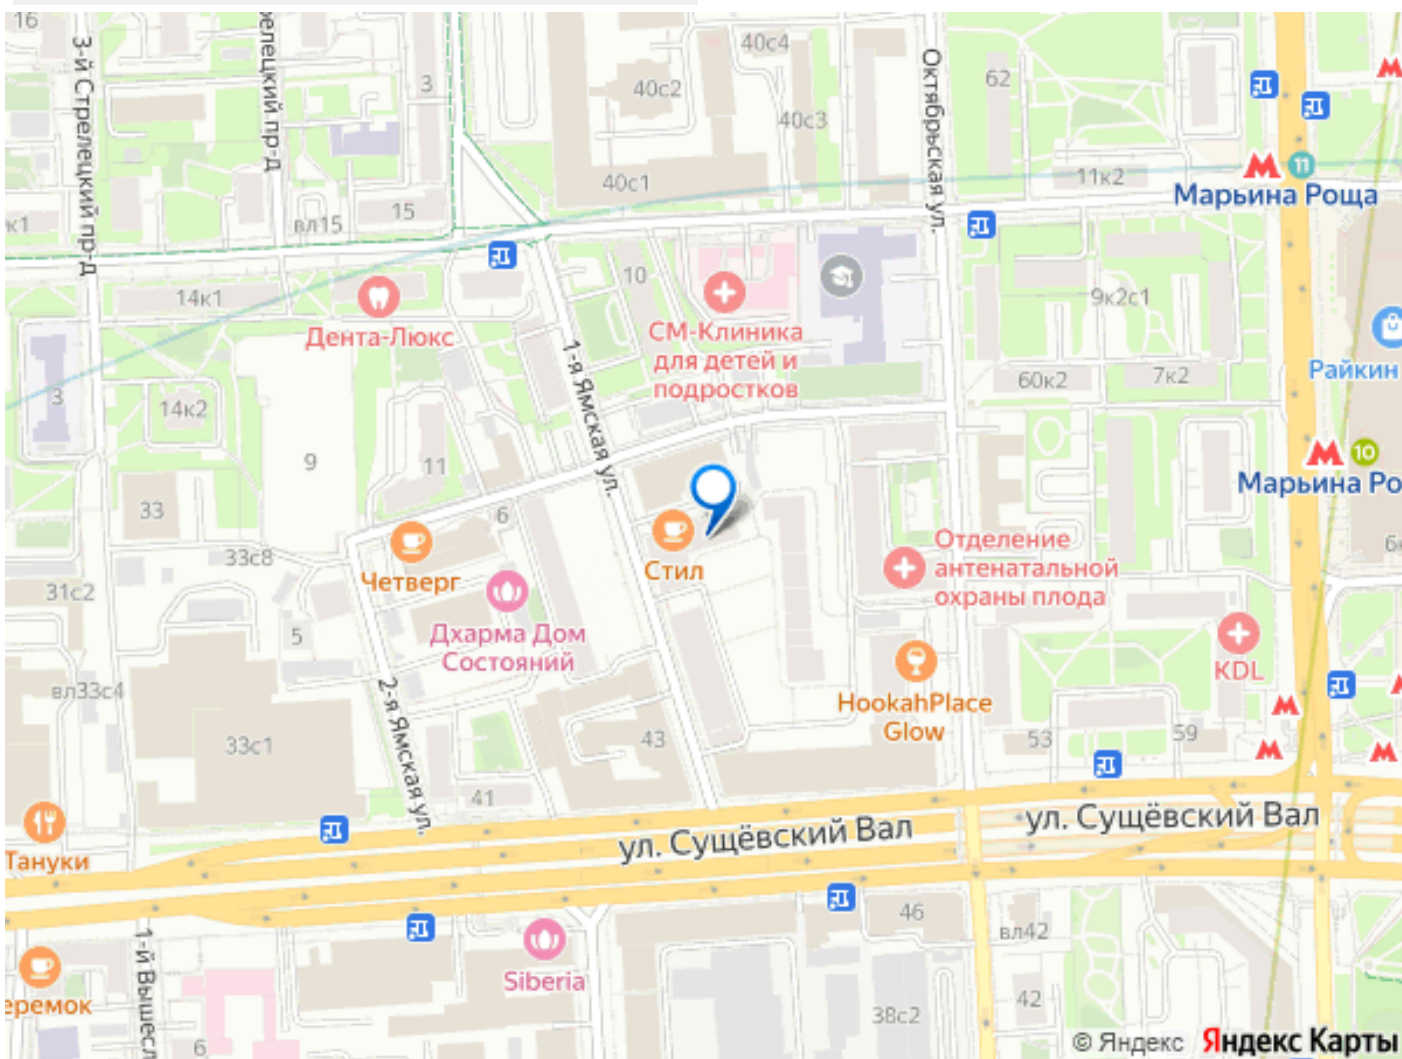 16
3-й Стрелецкий пр-д
елецкий пр-д
3
40с4
40с2
40с3
40с1
Октябрьская ул.
62
11к2
11
Марьина Роща
к1
вл15
15
14к1
Дента-Люкс
10
СМ-Клиника
для детей и
подростков
9к2с1
Райкин
60к2
7к2
3
14к2
1-я Ямская ул.
9
11
10
Марьина Ро
33
6
33с8
Четверг
Стил
Отделение
антенатальной
охраны плода
6к
31с2
5
Дхарма Дом
Состояний
KDL
вл33с4
2-я Ямская ул.
HookahPlace
Glow
33с1
43
53
59
41
Тануки
ул. Сущёвский Вал
ул. Сущёвский Вал
46
вл42
1-й Вышесл
Siberia
еремок
42
38с2
6
© Яндекс Яндекс Карты